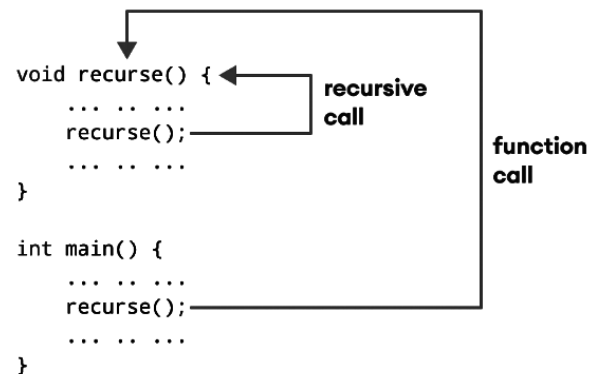 void recurse() {
... .. ...
recurse();
... .. ...
}
recursive
call
function
call
int main() {
... .. ...
recurse();
... .. ...
}